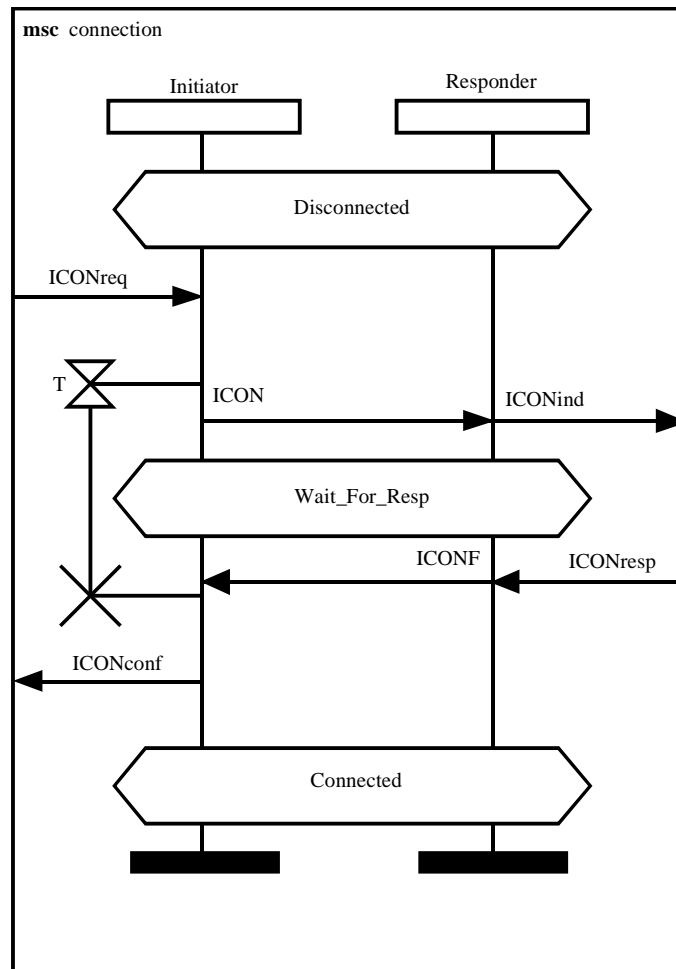 msc connection
Initiator
Responder
Disconnected
ICONreq
T
ICON
ICONind
Wait_For_Resp
ICONF
ICONresp
ICONconf
Connected